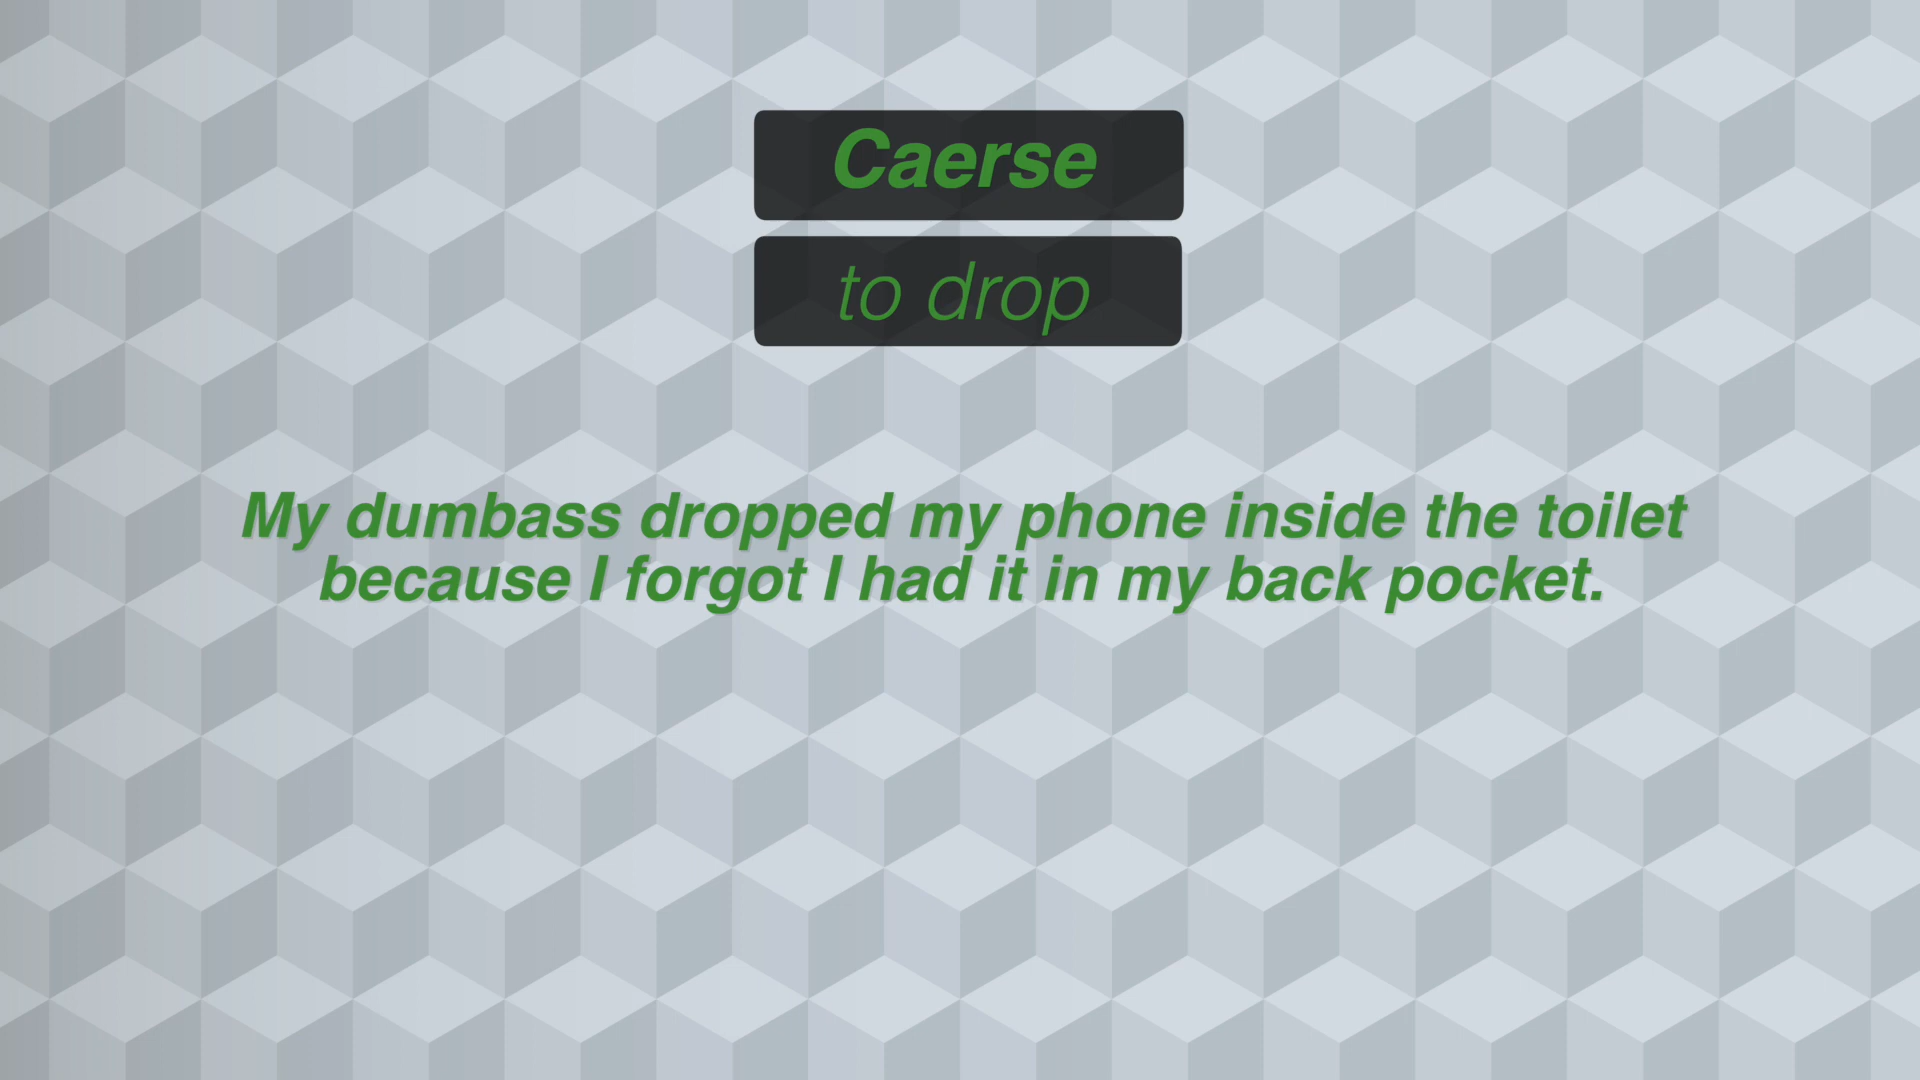 Caerse
to drop
My dumbass dropped my phone inside the toilet
because I forgot I had it in my back pocket.